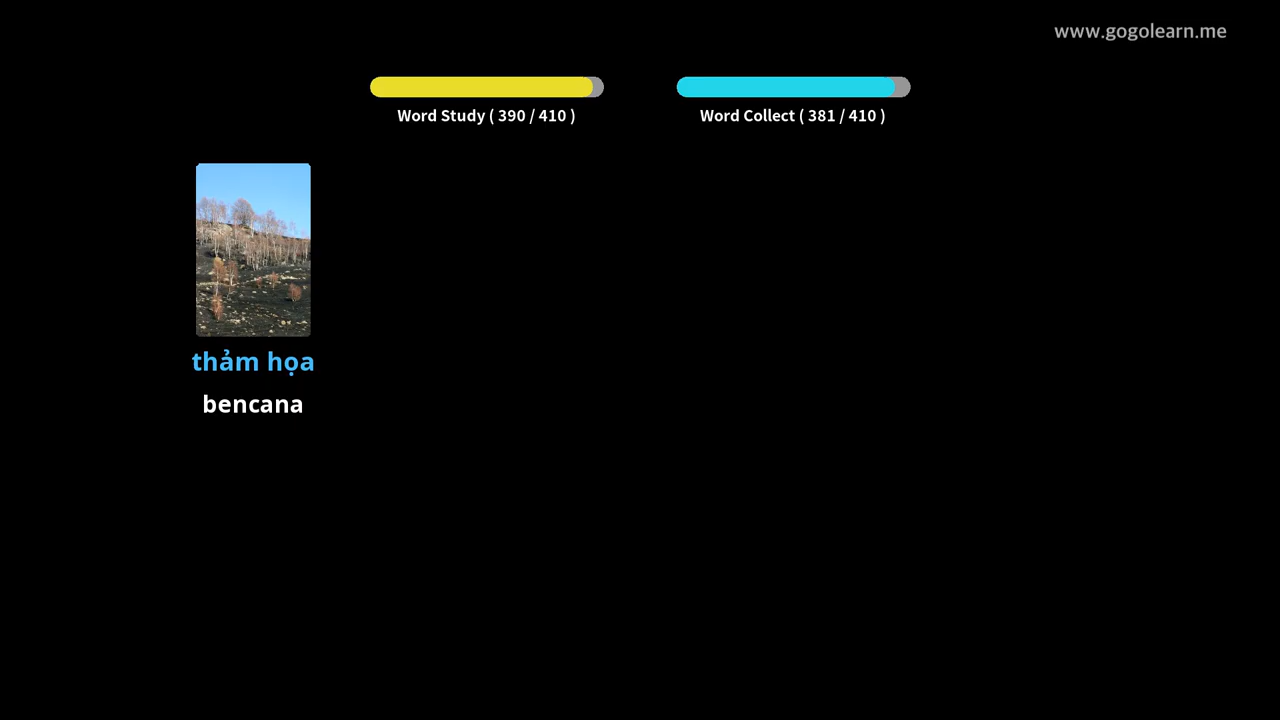 www.gogolearn.me
Word Study ( 390 / 410 )
Word Collect ( 381 / 410 )
thảm họa
bencana